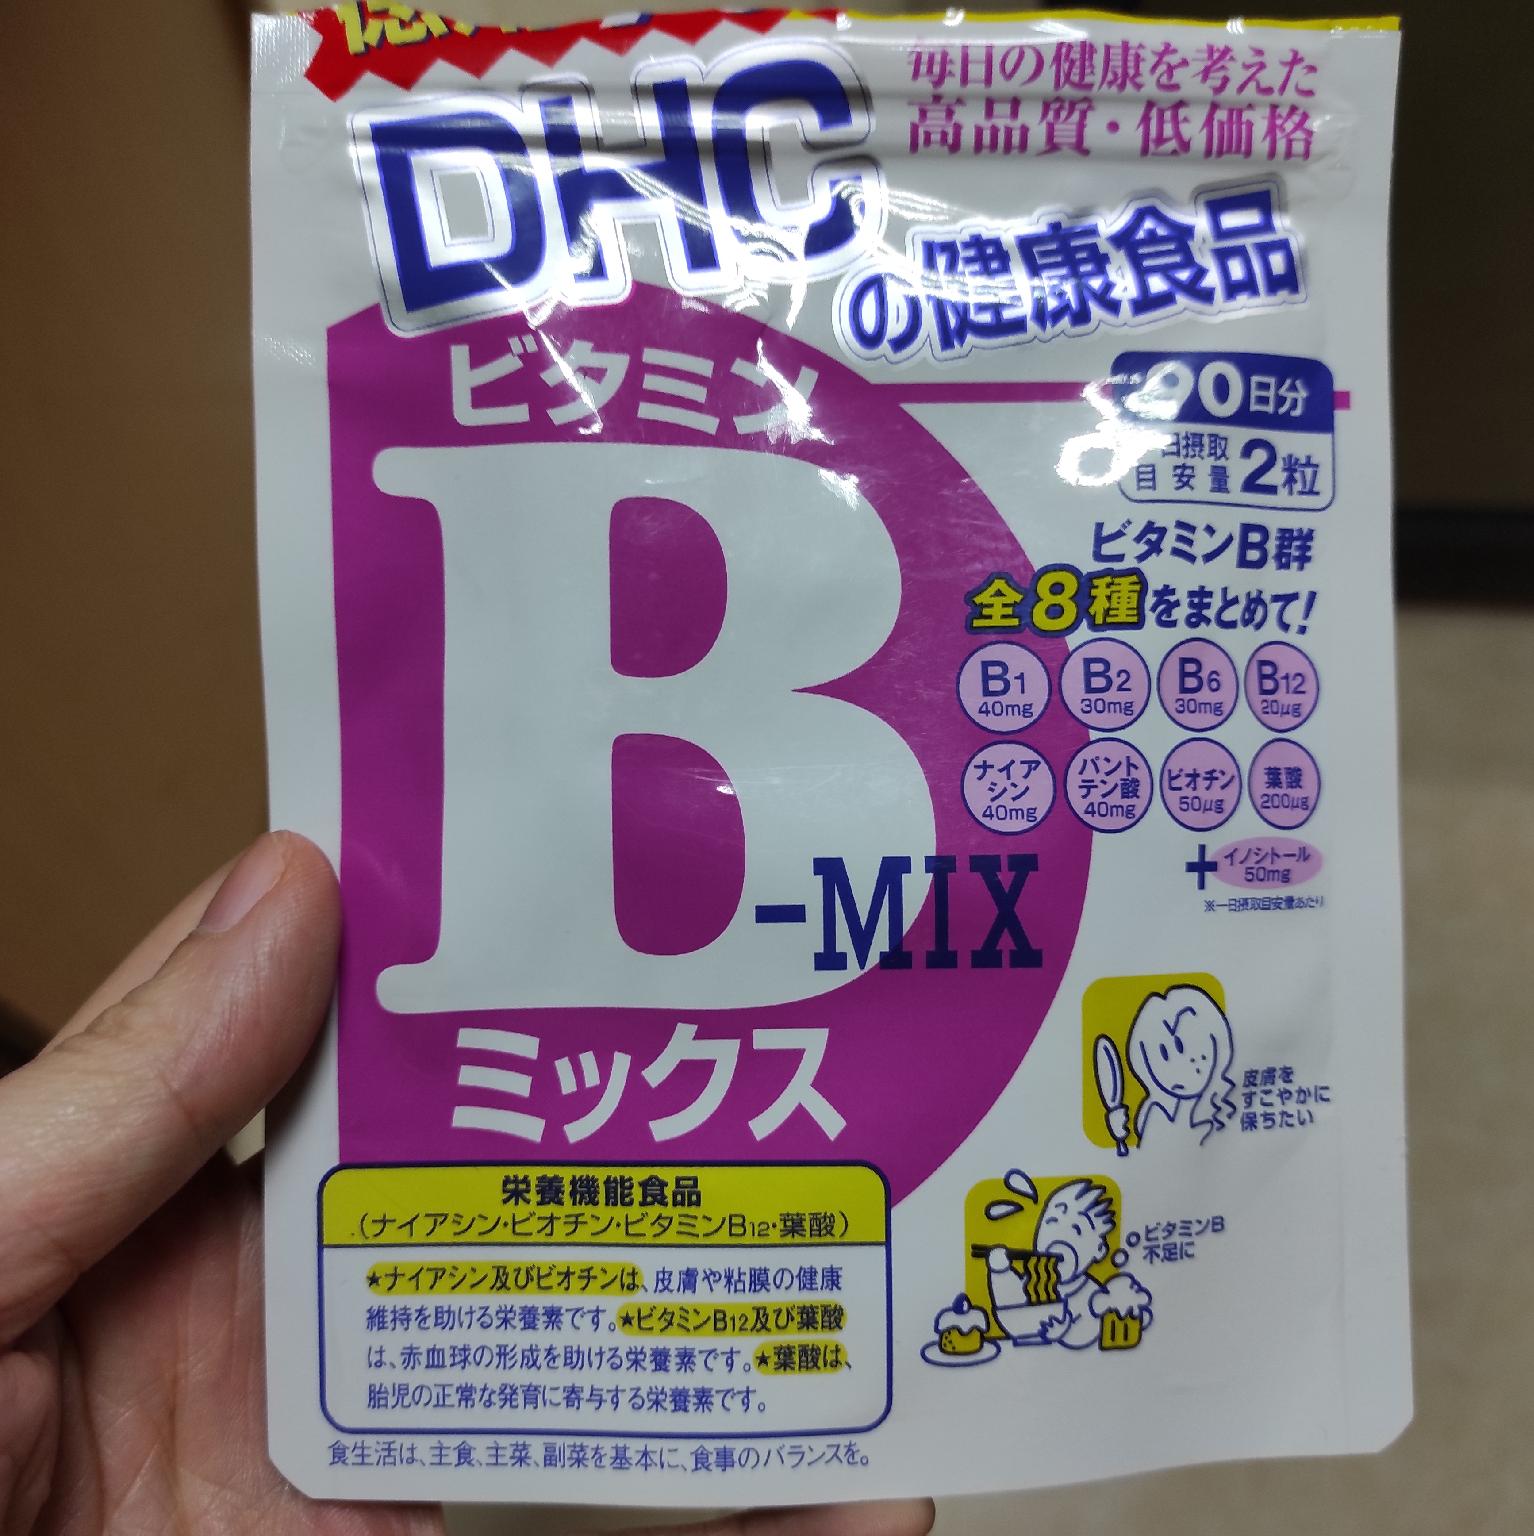 毎日の健康を考えた
高品質・低価格
DHC
の健康食品
ビタミン
B
-MIX
ミックス
90日分
日摂取
目安量
2粒
ビタミンB群
全8種をまとめて!
B1
40mg
B2
30mg
B6
30mg
B12
20μg
ナイア
シン
40mg
パント
テン酸
40mg
ビオチン
50μg
葉酸
200μg
+イノシトール
50mg
※一日摂取目安量あたり
皮膚を
すこやかに
保ちたい
ビタミンB
不足に
栄養機能食品
(ナイアシン・ビオチン・ビタミンB12・葉酸)
★ナイアシン及びビオチンは、皮膚や粘膜の健康
維持を助ける栄養素です。★ビタミンB12及び葉酸
は、赤血球の形成を助ける栄養素です。★葉酸は、
胎児の正常な発育に寄与する栄養素です。
食生活は、主食、主菜、副菜を基本に、食事のバランスを。